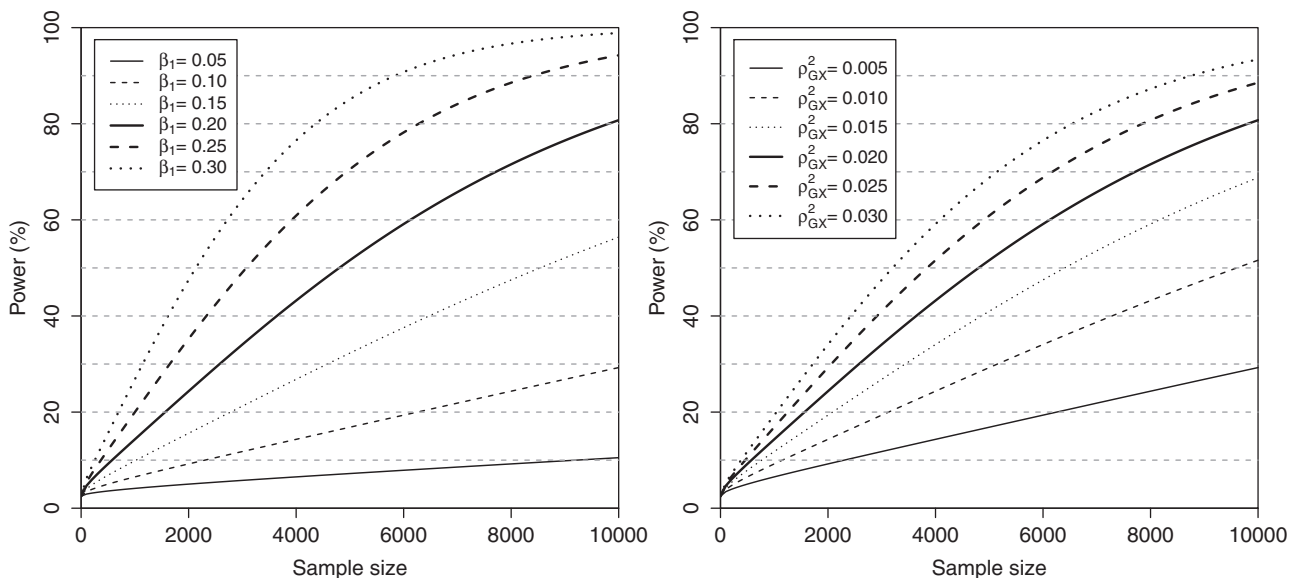 100
80
60
40
20
0
Power (%)
β1= 0.05
β1= 0.10
β1= 0.15
β1= 0.20
β1= 0.25
β1= 0.30
0 2000 4000 6000 8000 10000
Sample size
100
80
60
40
20
0
Power (%)
ρ²GX= 0.005
ρ²GX= 0.010
ρ²GX= 0.015
ρ²GX= 0.020
ρ²GX= 0.025
ρ²GX= 0.030
0 2000 4000 6000 8000 10000
Sample size